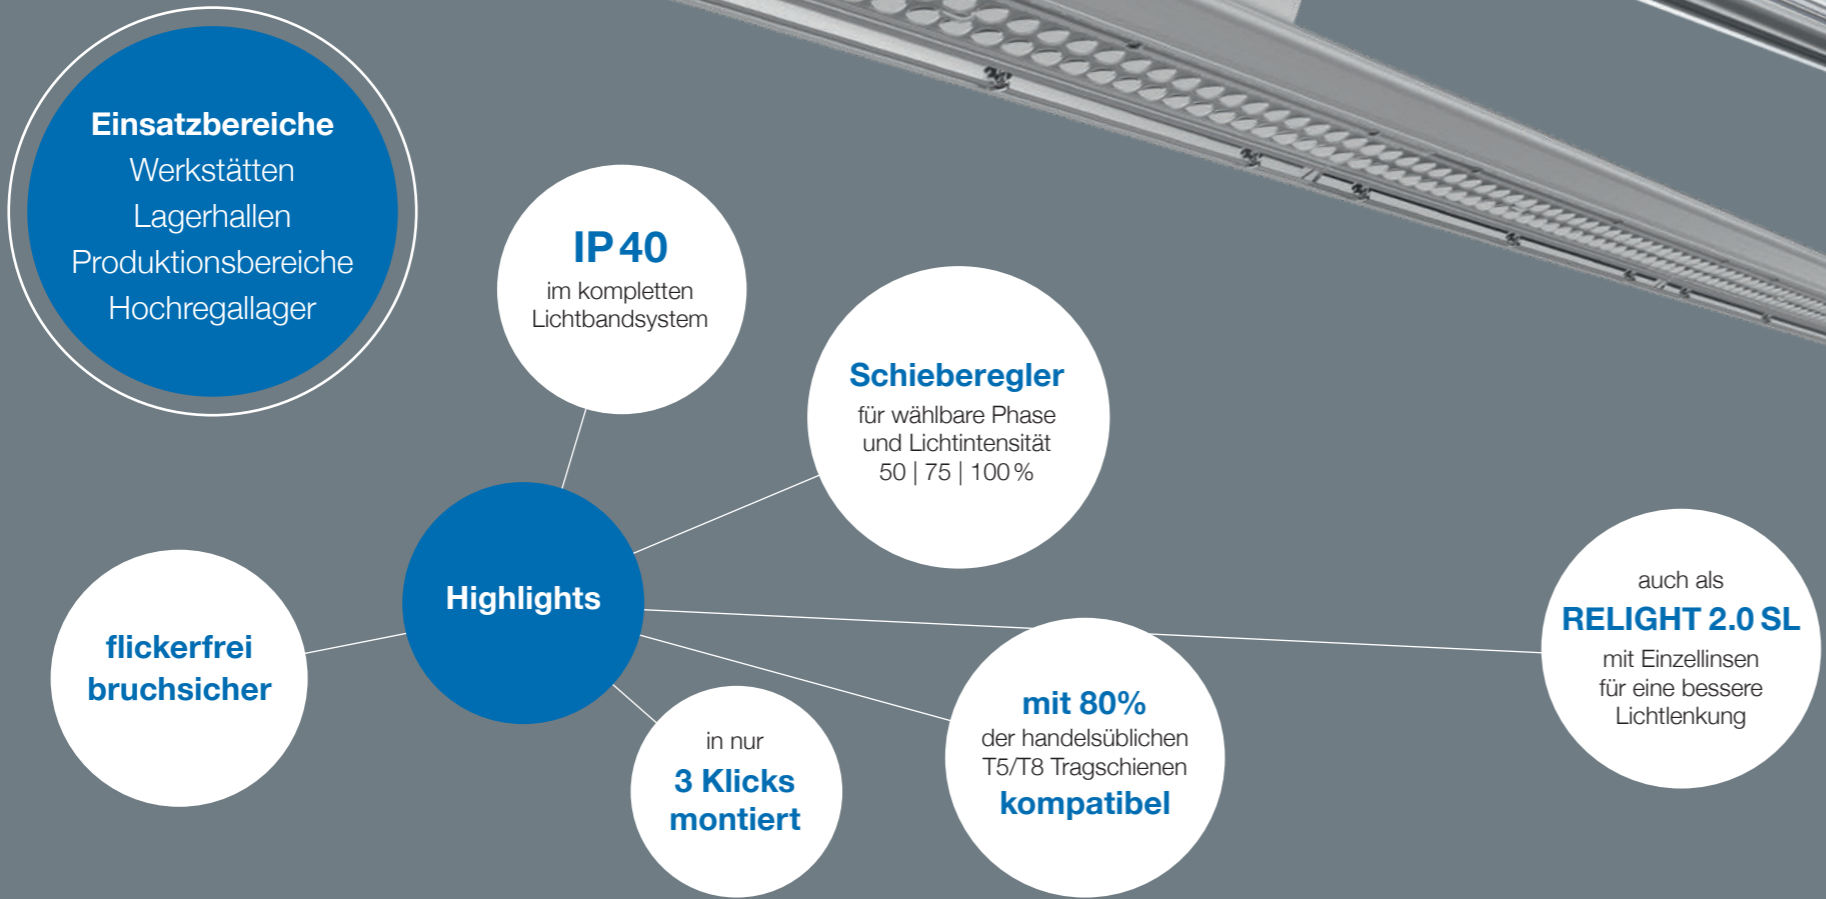 Einsatzbereiche
Werkstätten
Lagerhallen
Produktionsbereiche
Hochregallager
IP 40
im kompletten
Lichtbandsystem
Schieberegler
für wählbare Phase
und Lichtintensität
50 | 75 | 100 %
Highlights
flickerfrei
bruchsicher
in nur
3 Klicks
montiert
mit 80%
der handelsüblichen
T5/T8 Tragschienen
kompatibel
auch als
RELIGHT 2.0 SL
mit Einzellinsen
für eine bessere
Lichtlenkung